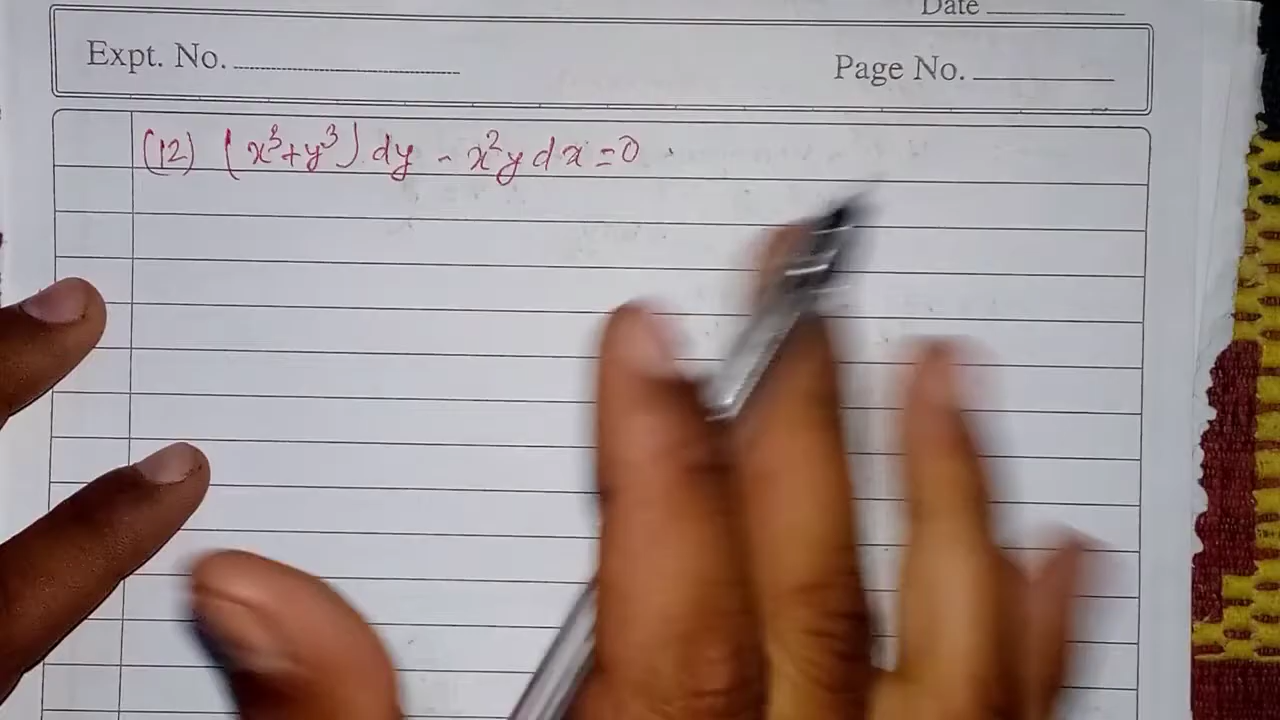 Date
Expt. No.
Page No.
(12) (x³+y³) dy - x²y dx = 0